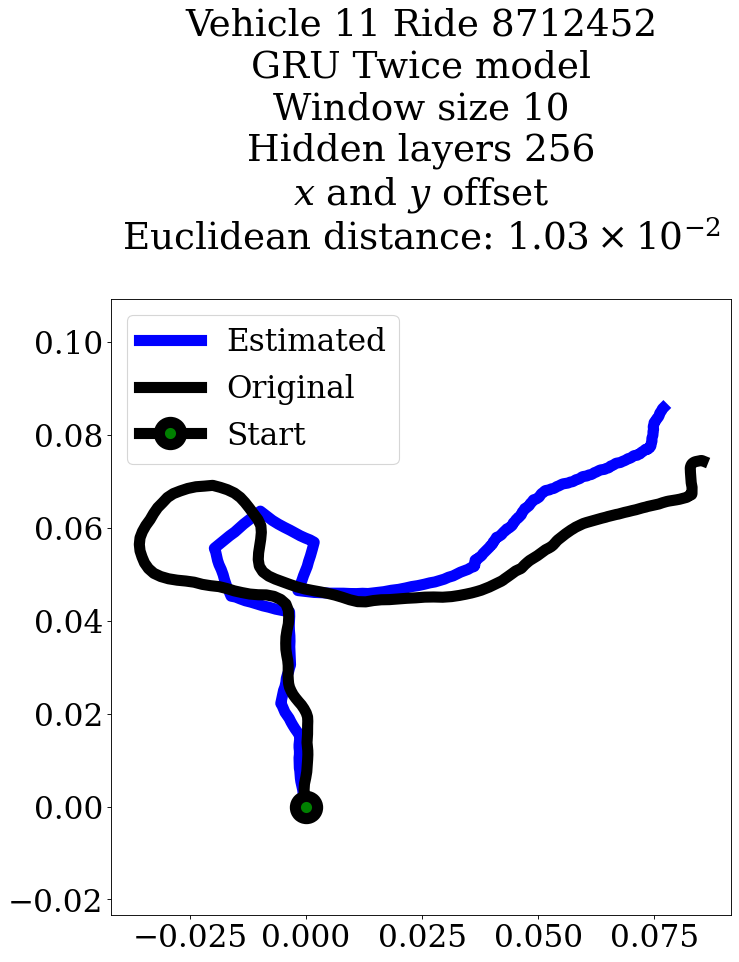 Vehicle 11 Ride 8712452
GRU Twice model
Window size 10
Hidden layers 256
x and y offset
Euclidean distance: 1.03 × 10⁻²
Estimated
Original
Start
0.10
0.08
0.06
0.04
0.02
0.00
−0.02
−0.025 0.000 0.025 0.050 0.075